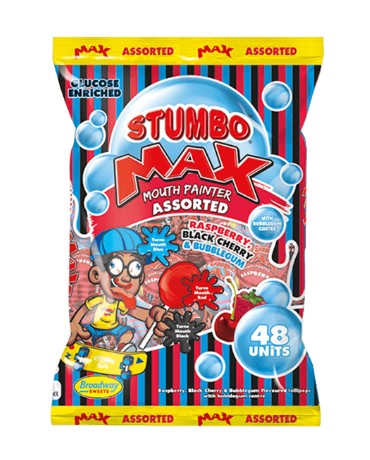 MAX ASSORTED
GLUCOSE
ENRICHED
STUMBO
MAX
MOUTH PAINTER
ASSORTED
WITH
BUBBLEGUM
CENTRE
RASPBERRY,
BLACK CHERRY
& BUBBLEGUM
Turns
Mouth
Blue
Turns
Mouth
Red
Turns
Mouth
Black
48
UNiTS
Broadway
SWEETS
Raspberry, Black Cherry & Bubblegum flavoured lollipops
with bubblegum centre
MAX ASSORTED